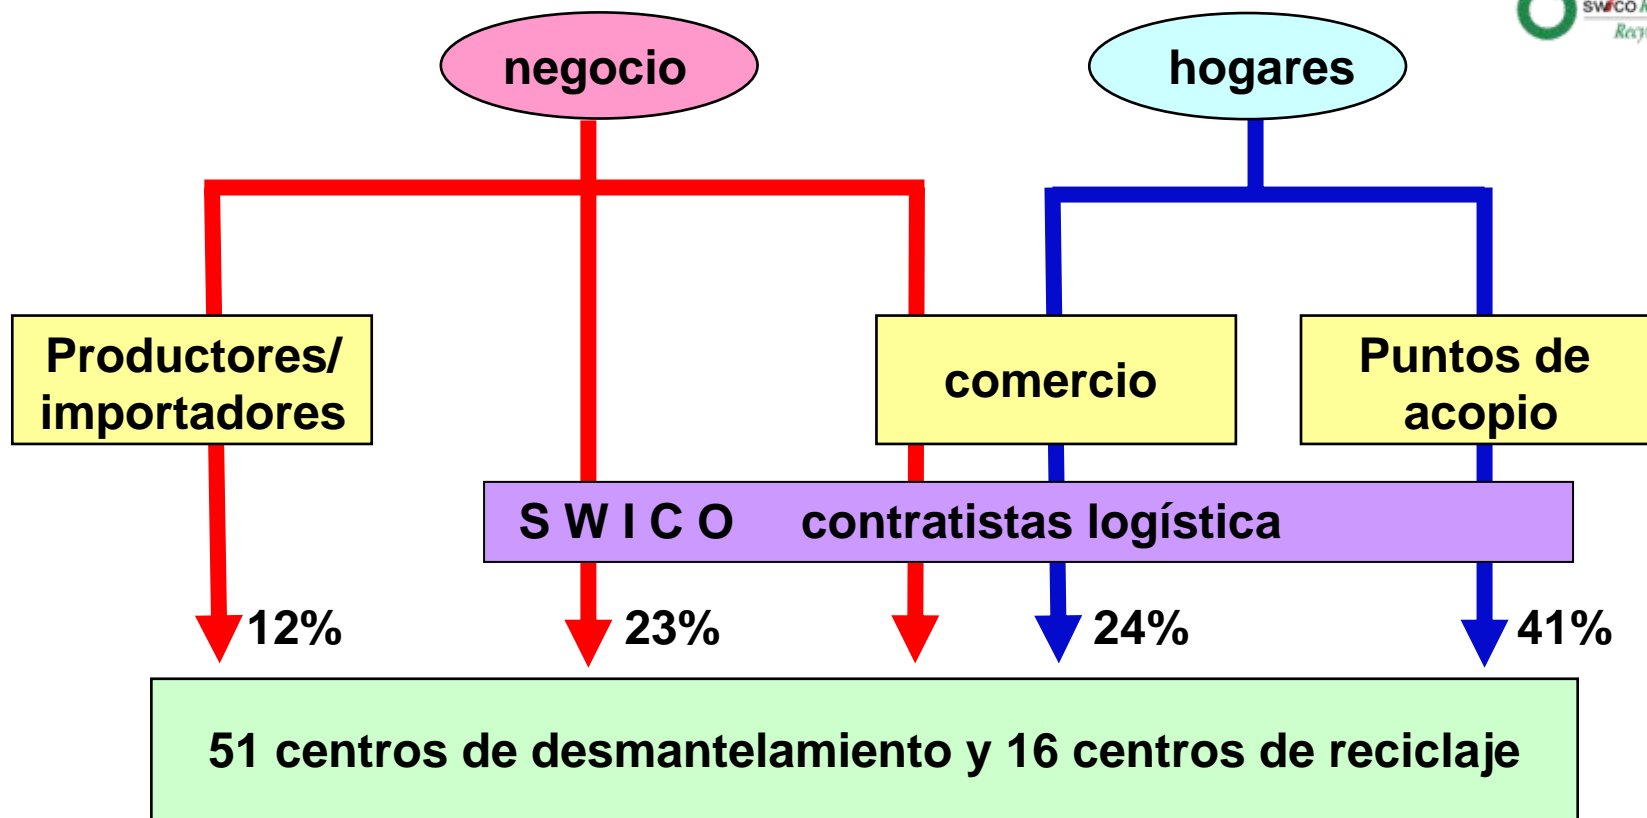 SWICO
negocio
hogares
Productores/
importadores
comercio
Puntos de
acopio
S W I C O contratistas logística
12%
23%
24%
41%
51 centros de desmantelamiento y 16 centros de reciclaje